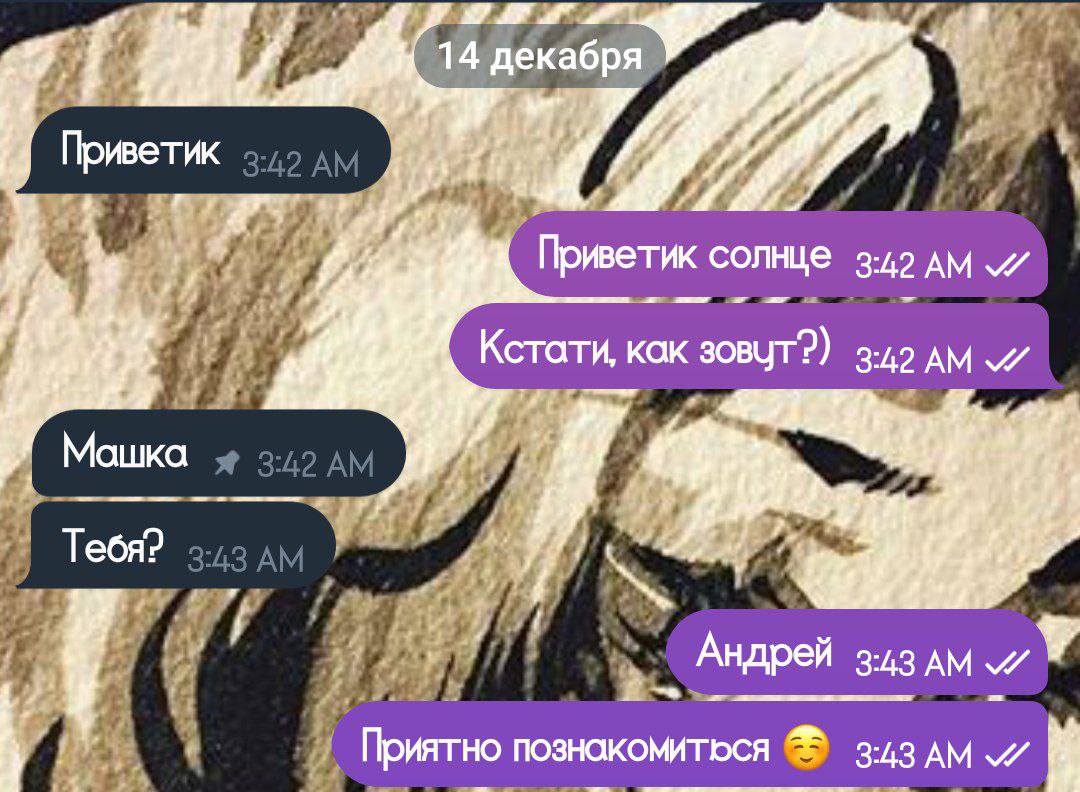 14 декабря
Приветик 3:42 AM
Приветик солнце 3:42 AM
Кстати, как зовут?) 3:42 AM
Машка 3:42 AM
Тебя? 3:43 AM
Андрей 3:43 AM
Приятно познакомиться ☺️ 3:43 AM